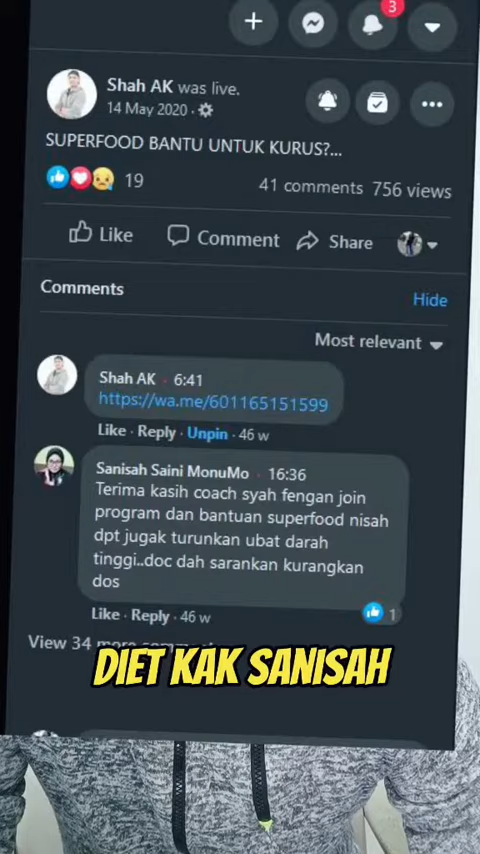 3
Shah AK was live.
14 May 2020
SUPERFOOD BANTU UNTUK KURUS?...
19
41 comments 756 views
Like Comment Share
Comments
Hide
Most relevant
Shah AK · 6:41
https://wa.me/601165151599
Like · Reply · Unpin · 46 w
Sanisah Saini MonuMo · 16:36
Terima kasih coach syah fengan join
program dan bantuan superfood nisah
dpt jugak turunkan ubat darah
tinggi..doc dah sarankan kurangkan
dos
Like · Reply · 46 w
1
View 34 more
DIET KAK SANISAH